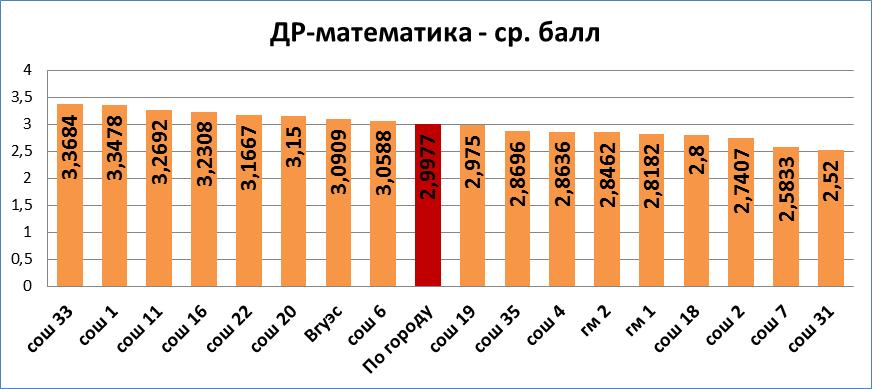 ДР-математика - ср. балл
4
3,5
3
2,5
2
1,5
1
0,5
0
3,3684
3,3478
3,2692
3,2308
3,1667
3,15
3,0909
3,0588
2,9977
2,975
2,8696
2,8636
2,8462
2,8182
2,8
2,7407
2,5833
2,52
сош 33
сош 1
сош 11
сош 16
сош 22
сош 20
Вгуэс
сош 6
По городу
сош 19
сош 35
сош 4
гм 2
гм 1
сош 18
сош 2
сош 7
сош 31